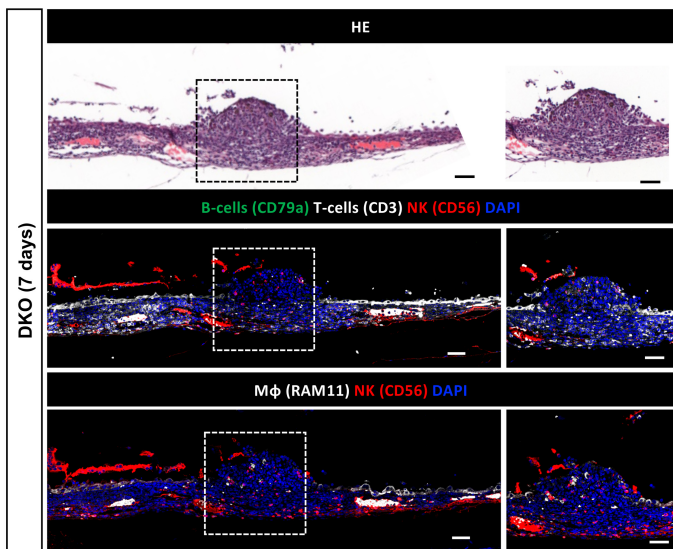 HE
DKO (7 days)
B-cells (CD79a) T-cells (CD3) NK (CD56) DAPI
Mϕ (RAM11) NK (CD56) DAPI